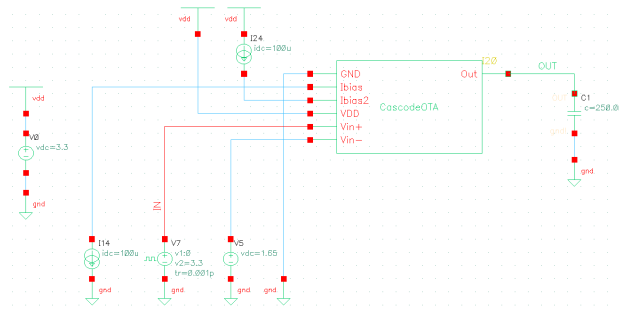 vdd
vdd
I24
idc=100u
GND
Ibias
Ibias2
VDD
Vin+
Vin−
CascodeOTA
Out
I20
OUT
C1
c=250.0
gnd
vdd
V0
vdc=3.3
gnd
IN
I14
idc=100u
gnd
V7
v1:0
v2=3.3
tr=0.001p
gnd
V5
vdc=1.65
gnd
gnd